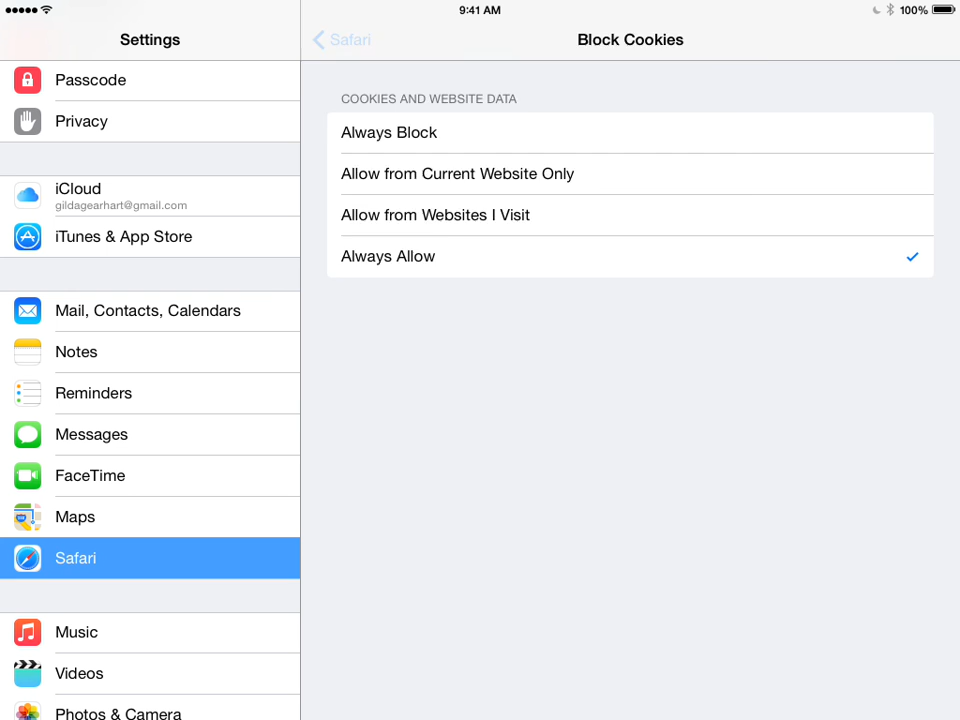 9:41 AM
100%
Settings
Passcode
Privacy
iCloud
gildagearhart@gmail.com
iTunes & App Store
Mail, Contacts, Calendars
Notes
Reminders
Messages
FaceTime
Maps
Safari
Music
Videos
Photos & Camera
Safari
Block Cookies
COOKIES AND WEBSITE DATA
Always Block
Allow from Current Website Only
Allow from Websites I Visit
Always Allow